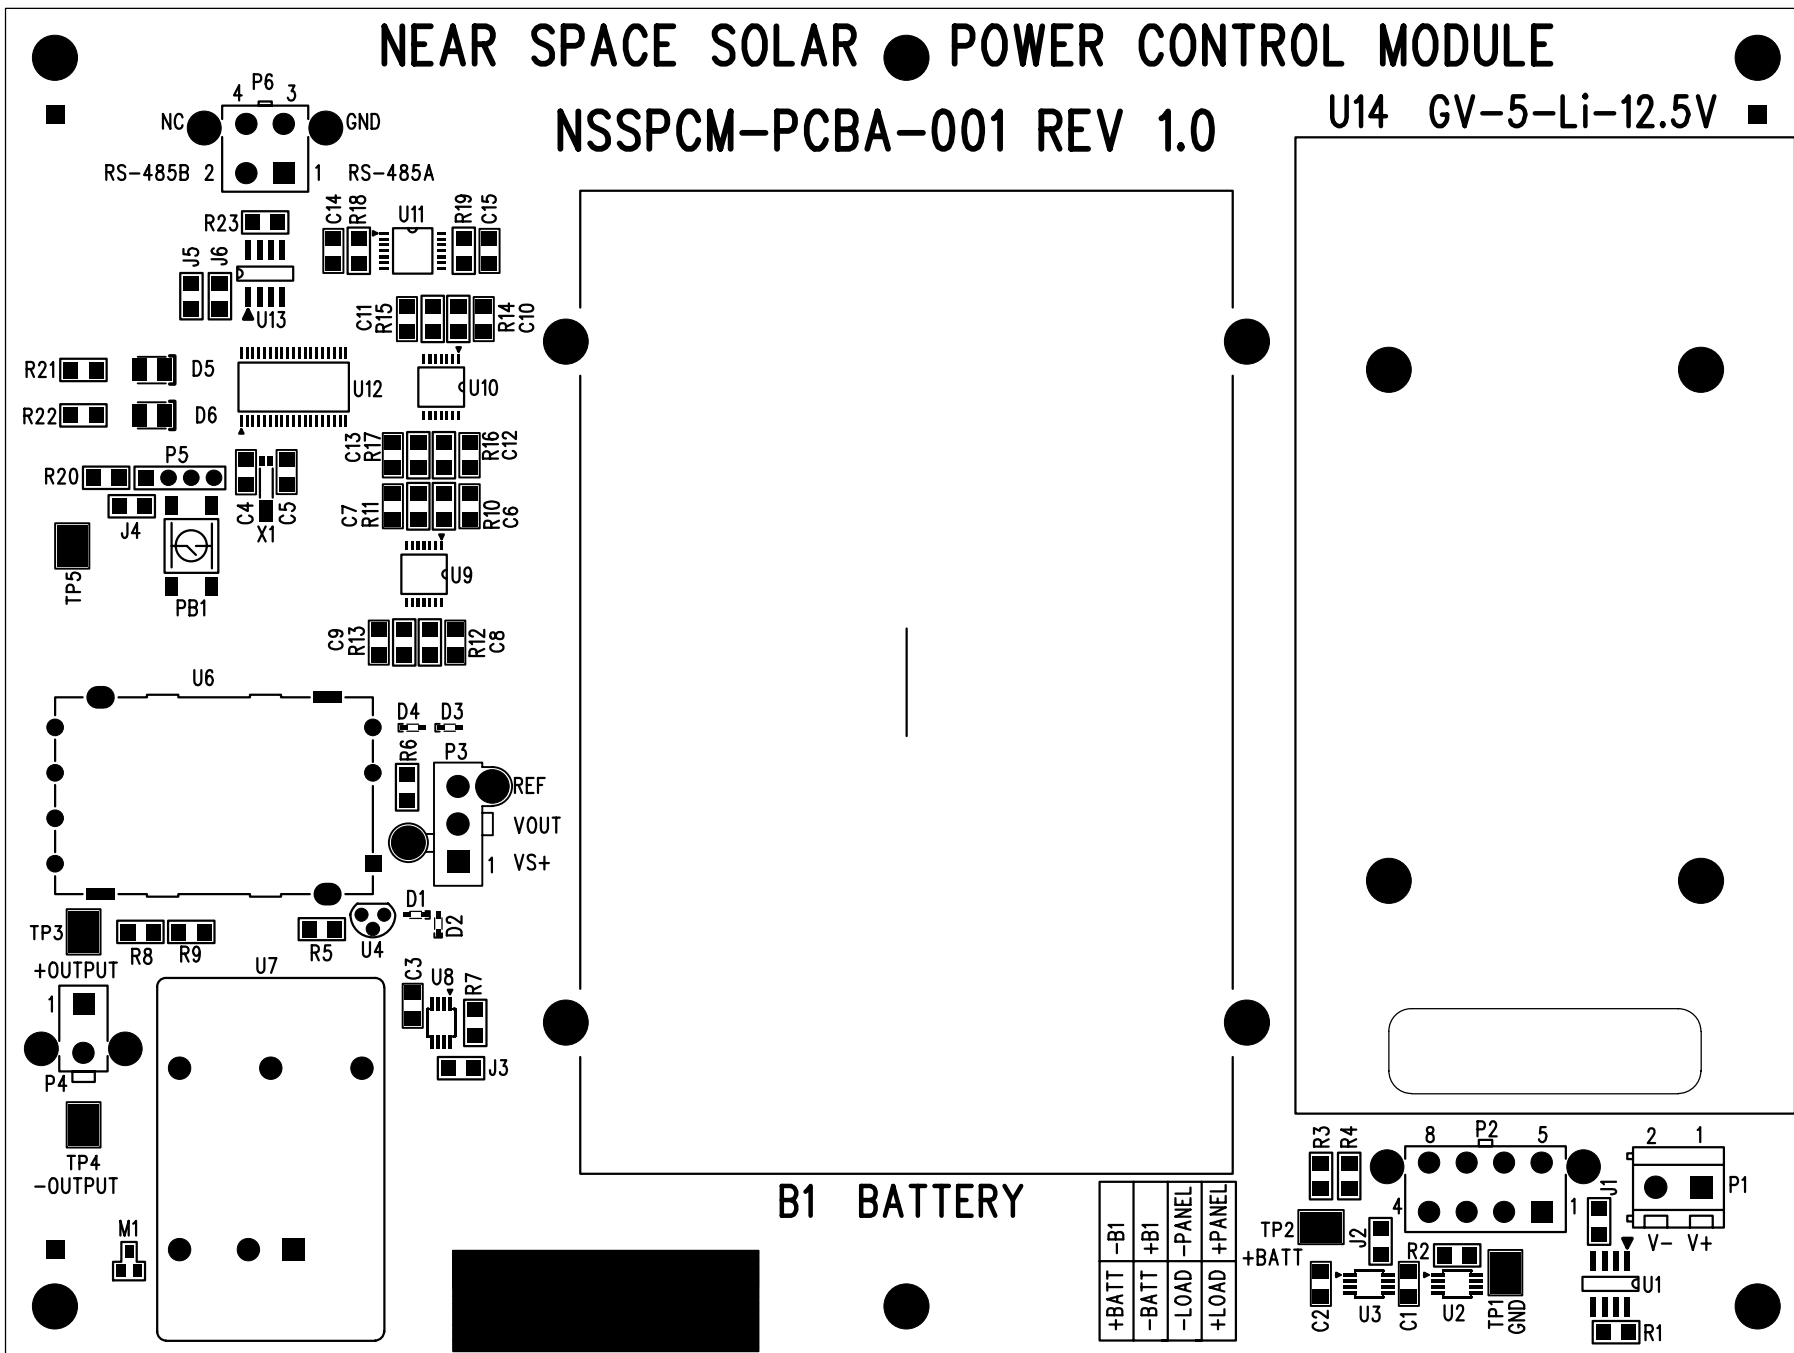 NEAR SPACE SOLAR POWER CONTROL MODULE
NSSPCM-PCBA-001 REV 1.0
U14 GV-5-Li-12.5V
P6
4 3
NC GND
RS-485B 2 1 RS-485A
R23
C14 R18 U11 R19 C15
J5 J6
U13
C11 R15 R14 C10
R21 D5
U12 U10
R22 D6
C13 R17 R16 C12
P5
R20
J4
C4 X1 C5
C7 R11 R10 C6
TP5
PB1
U9
C9 R13 R12 C8
U6
D4 D3
R6 P3
REF
VOUT
1 VS+
D1
D2
TP3
+OUTPUT
R8 R9 R5 U4
U7
C3 U8 R7
1
J3
P4
TP4
-OUTPUT
M1
B1 BATTERY
-B1 +B1 -PANEL +PANEL
+BATT -BATT -LOAD +LOAD
R3 R4
8 P2 5
4 1
2 1
P1
J1
V- V+
TP2
+BATT
J2
R2
C2 U3 C1 U2
TP1
GND
U1
R1